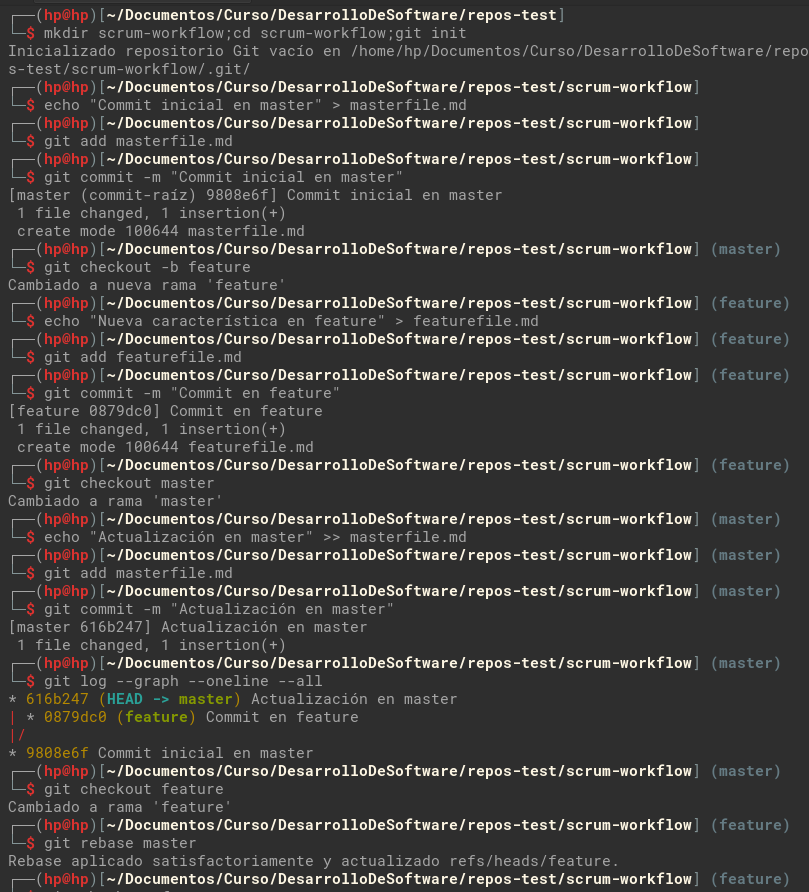 ┌──(hp@hp)[~/Documentos/Curso/DesarrolloDeSoftware/repos-test]
└─$ mkdir scrum-workflow;cd scrum-workflow;git init
Inicializado repositorio Git vacío en /home/hp/Documentos/Curso/DesarrolloDeSoftware/repo
s-test/scrum-workflow/.git/
┌──(hp@hp)[~/Documentos/Curso/DesarrolloDeSoftware/repos-test/scrum-workflow]
└─$ echo "Commit inicial en master" > masterfile.md
┌──(hp@hp)[~/Documentos/Curso/DesarrolloDeSoftware/repos-test/scrum-workflow]
└─$ git add masterfile.md
┌──(hp@hp)[~/Documentos/Curso/DesarrolloDeSoftware/repos-test/scrum-workflow]
└─$ git commit -m "Commit inicial en master"
[master (commit-raíz) 9808e6f] Commit inicial en master
 1 file changed, 1 insertion(+)
 create mode 100644 masterfile.md
┌──(hp@hp)[~/Documentos/Curso/DesarrolloDeSoftware/repos-test/scrum-workflow] (master)
└─$ git checkout -b feature
Cambiado a nueva rama 'feature'
┌──(hp@hp)[~/Documentos/Curso/DesarrolloDeSoftware/repos-test/scrum-workflow] (feature)
└─$ echo "Nueva característica en feature" > featurefile.md
┌──(hp@hp)[~/Documentos/Curso/DesarrolloDeSoftware/repos-test/scrum-workflow] (feature)
└─$ git add featurefile.md
┌──(hp@hp)[~/Documentos/Curso/DesarrolloDeSoftware/repos-test/scrum-workflow] (feature)
└─$ git commit -m "Commit en feature"
[feature 0879dc0] Commit en feature
 1 file changed, 1 insertion(+)
 create mode 100644 featurefile.md
┌──(hp@hp)[~/Documentos/Curso/DesarrolloDeSoftware/repos-test/scrum-workflow] (feature)
└─$ git checkout master
Cambiado a rama 'master'
┌──(hp@hp)[~/Documentos/Curso/DesarrolloDeSoftware/repos-test/scrum-workflow] (master)
└─$ echo "Actualización en master" >> masterfile.md
┌──(hp@hp)[~/Documentos/Curso/DesarrolloDeSoftware/repos-test/scrum-workflow] (master)
└─$ git add masterfile.md
┌──(hp@hp)[~/Documentos/Curso/DesarrolloDeSoftware/repos-test/scrum-workflow] (master)
└─$ git commit -m "Actualización en master"
[master 616b247] Actualización en master
 1 file changed, 1 insertion(+)
┌──(hp@hp)[~/Documentos/Curso/DesarrolloDeSoftware/repos-test/scrum-workflow] (master)
└─$ git log --graph --oneline --all
* 616b247 (HEAD -> master) Actualización en master
| * 0879dc0 (feature) Commit en feature
|/
* 9808e6f Commit inicial en master
┌──(hp@hp)[~/Documentos/Curso/DesarrolloDeSoftware/repos-test/scrum-workflow] (master)
└─$ git checkout feature
Cambiado a rama 'feature'
┌──(hp@hp)[~/Documentos/Curso/DesarrolloDeSoftware/repos-test/scrum-workflow] (feature)
└─$ git rebase master
Rebase aplicado satisfactoriamente y actualizado refs/heads/feature.
┌──(hp@hp)[~/Documentos/Curso/DesarrolloDeSoftware/repos-test/scrum-workflow] (feature)